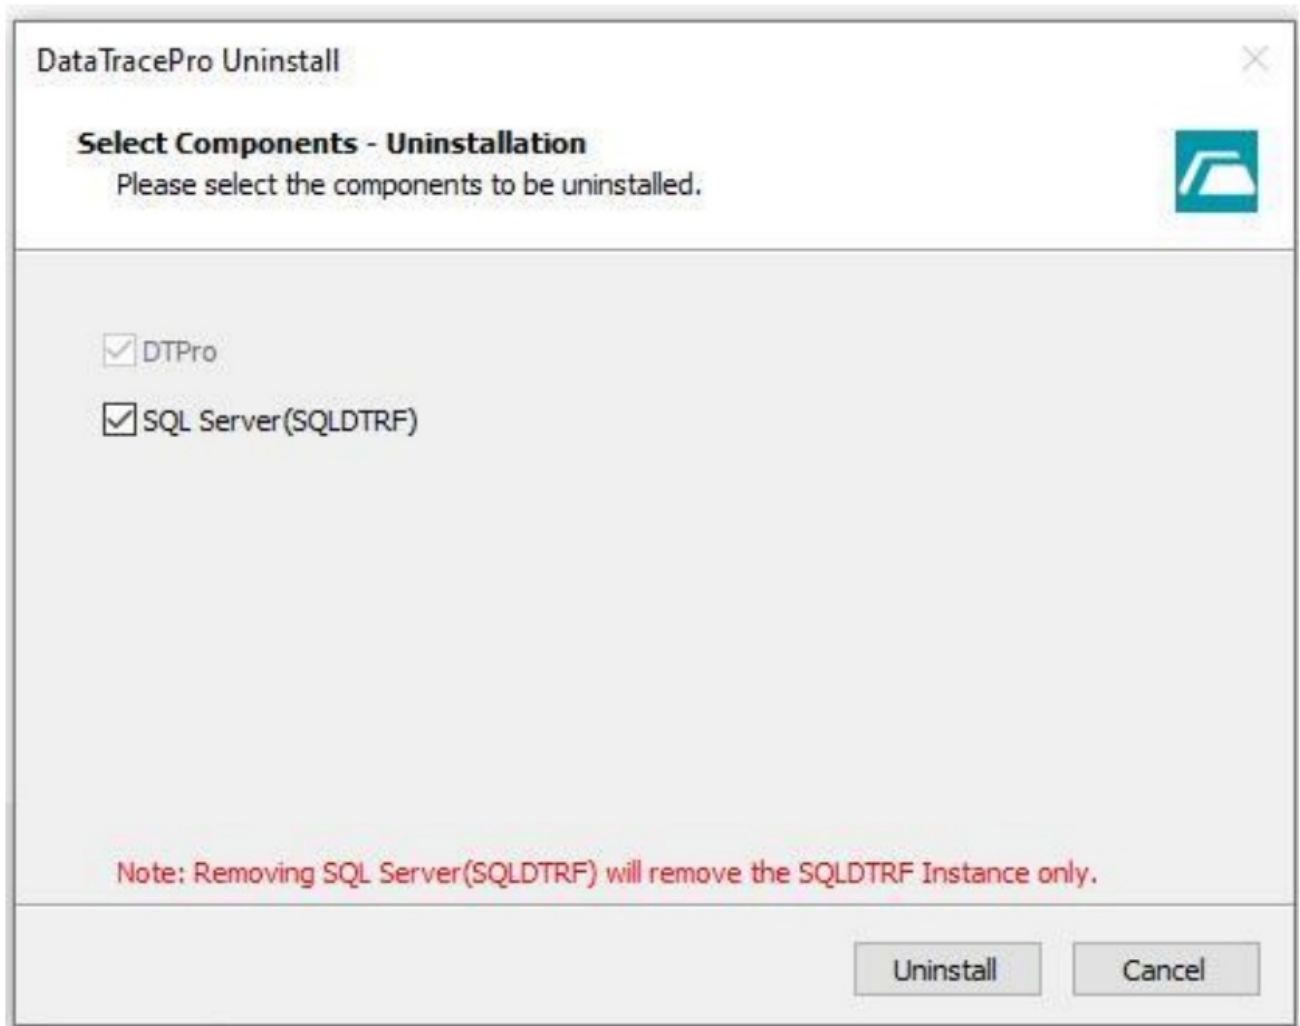 DataTracePro Uninstall
Select Components - Uninstallation
Please select the components to be uninstalled.
DTPro
SQL Server(SQLDTRF)
Note: Removing SQL Server(SQLDTRF) will remove the SQLDTRF Instance only.
Uninstall
Cancel